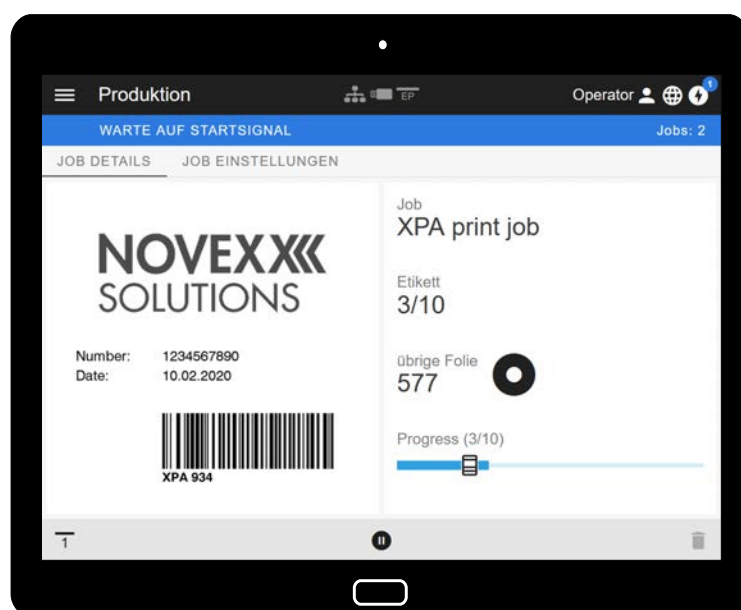 Produktion
EP
Operator
1
WARTE AUF STARTSIGNAL
Jobs: 2
JOB DETAILS
JOB EINSTELLUNGEN
NOVEXX
SOLUTIONS
Number: 1234567890
Date: 10.02.2020
XPA 934
Job
XPA print job
Etikett
3/10
übrige Folie
577
Progress (3/10)
1